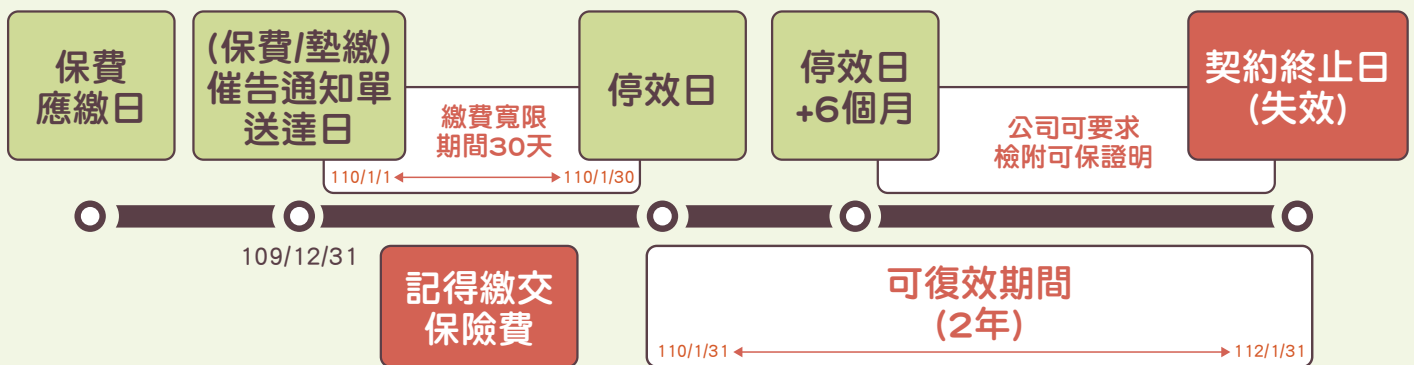 保費
應繳日
(保費/墊繳)
催告通知單
送達日
繳費寬限
期間30天
110/1/1
110/1/30
停效日
停效日
+6個月
公司可要求
檢附可保證明
契約終止日
(失效)
109/12/31
記得繳交
保險費
可復效期間
(2年)
110/1/31
112/1/31